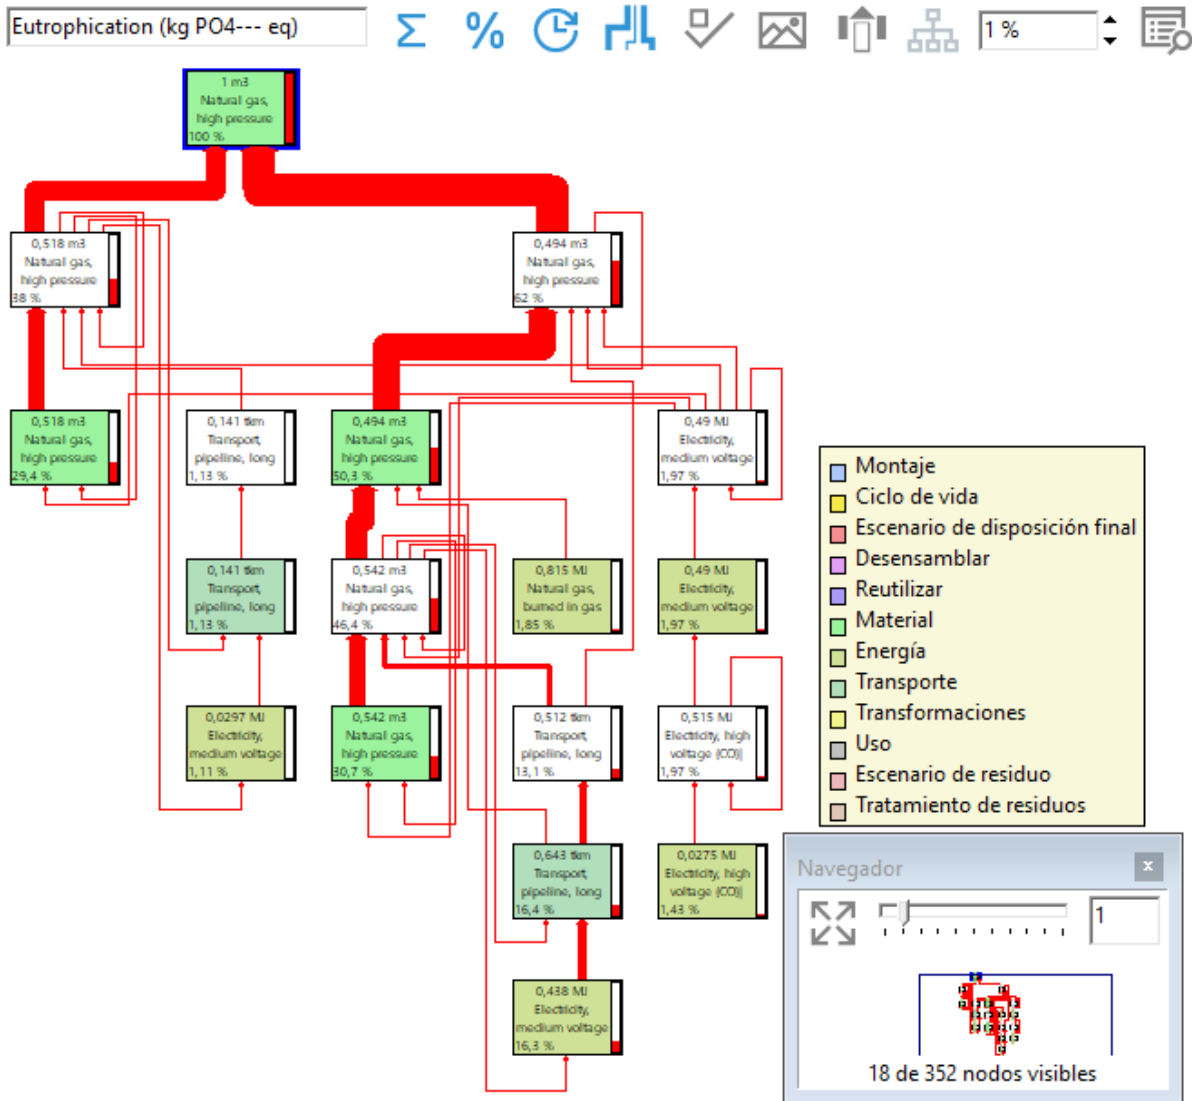 Eutrophication (kg PO4--- eq)
Σ
%
1 %
1 m3
Natural gas,
high pressure
100 %
0,518 m3
Natural gas,
high pressure
38 %
0,494 m3
Natural gas,
high pressure
62 %
0,518 m3
Natural gas,
high pressure
29,4 %
0,141 tkm
Transport,
pipeline, long
1,13 %
0,494 m3
Natural gas,
high pressure
50,3 %
0,49 MJ
Electricity,
medium voltage
1,97 %
0,141 tkm
Transport,
pipeline, long
1,13 %
0,542 m3
Natural gas,
high pressure
46,4 %
0,815 MJ
Natural gas,
burned in gas
1,85 %
0,49 MJ
Electricity,
medium voltage
1,97 %
0,0297 MJ
Electricity,
medium voltage
1,11 %
0,542 m3
Natural gas,
high pressure
30,7 %
0,512 tkm
Transport,
pipeline, long
13,1 %
0,515 MJ
Electricity, high
voltage {CO}|
1,97 %
0,643 tkm
Transport,
pipeline, long
16,4 %
0,0275 MJ
Electricity, high
voltage {CO}|
1,43 %
0,438 MJ
Electricity,
medium voltage
16,3 %
Montaje
Ciclo de vida
Escenario de disposición final
Desensamblar
Reutilizar
Material
Energía
Transporte
Transformaciones
Uso
Escenario de residuo
Tratamiento de residuos
Navegador
x
1
18 de 352 nodos visibles